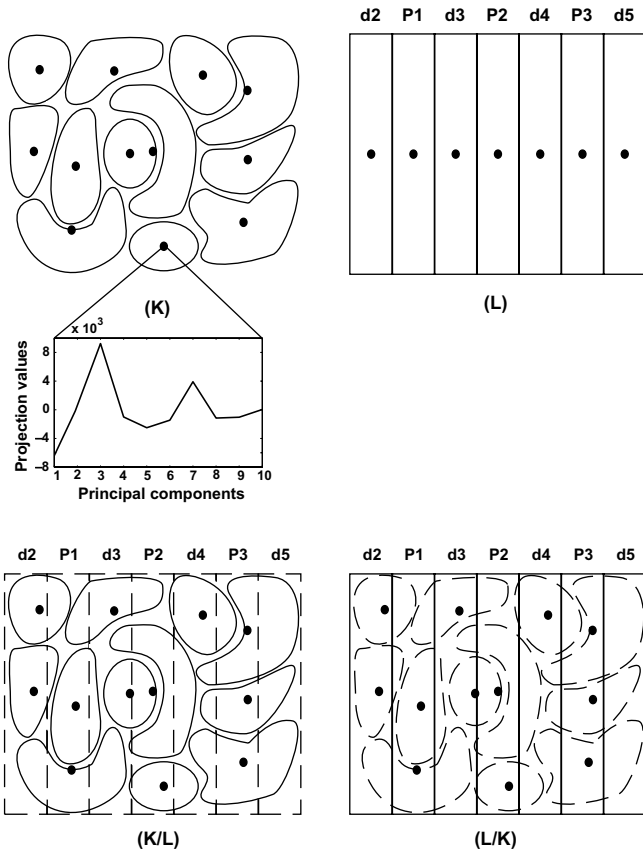 d2 P1 d3 P2 d4 P3 d5
(K)
(L)
x 10³
Projection values
8
4
0
−4
−8
1 2 3 4 5 6 7 8 9 10
Principal components
d2 P1 d3 P2 d4 P3 d5
d2 P1 d3 P2 d4 P3 d5
(K/L)
(L/K)